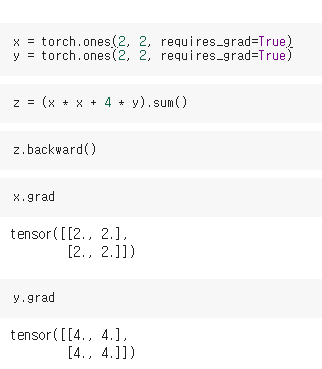 x = torch.ones(2, 2, requires_grad=True)
y = torch.ones(2, 2, requires_grad=True)
z = (x * x + 4 * y).sum()
z.backward()
x.grad
tensor([[2., 2.],
        [2., 2.]])
y.grad
tensor([[4., 4.],
        [4., 4.]])